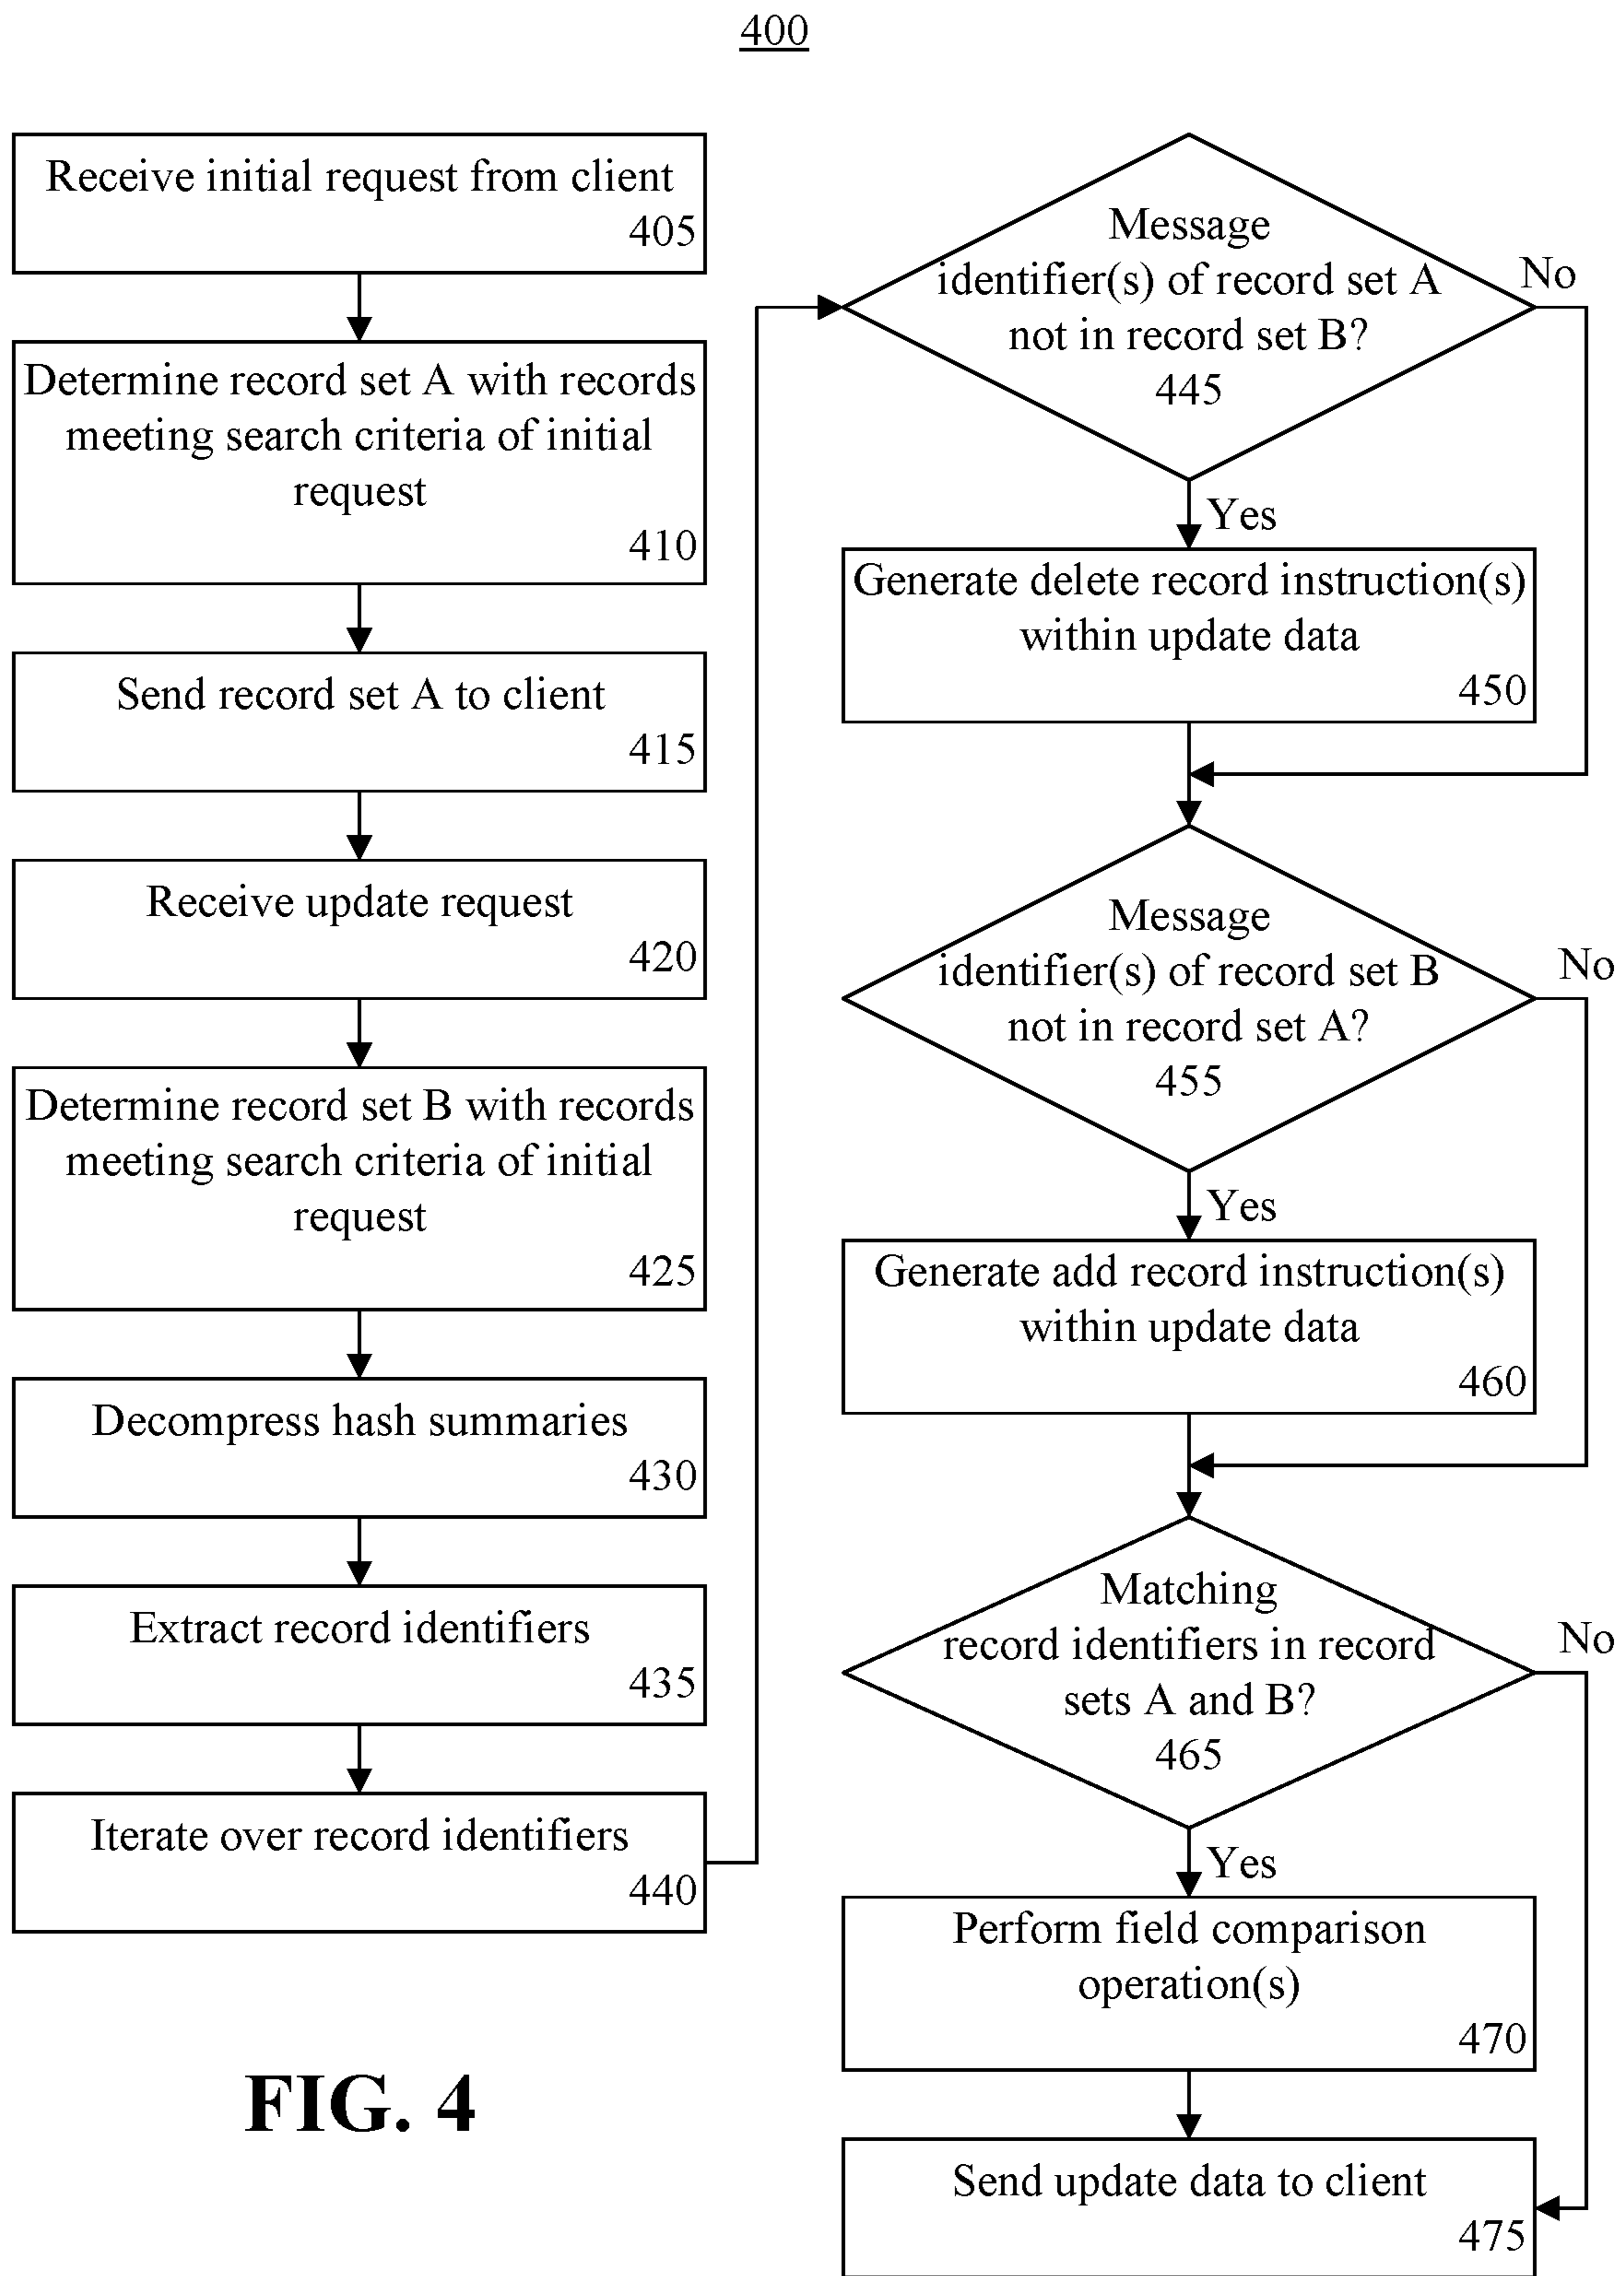 400
Receive initial request from client
405
Determine record set A with records
meeting search criteria of initial
request
410
Send record set A to client
415
Receive update request
420
Determine record set B with records
meeting search criteria of initial
request
425
Decompress hash summaries
430
Extract record identifiers
435
Iterate over record identifiers
440
Message
identifier(s) of record set A
not in record set B?
445
No
Yes
Generate delete record instruction(s)
within update data
450
Message
identifier(s) of record set B
not in record set A?
455
No
Yes
Generate add record instruction(s)
within update data
460
Matching
record identifiers in record
sets A and B?
465
No
Yes
Perform field comparison
operation(s)
470
Send update data to client
475
FIG. 4